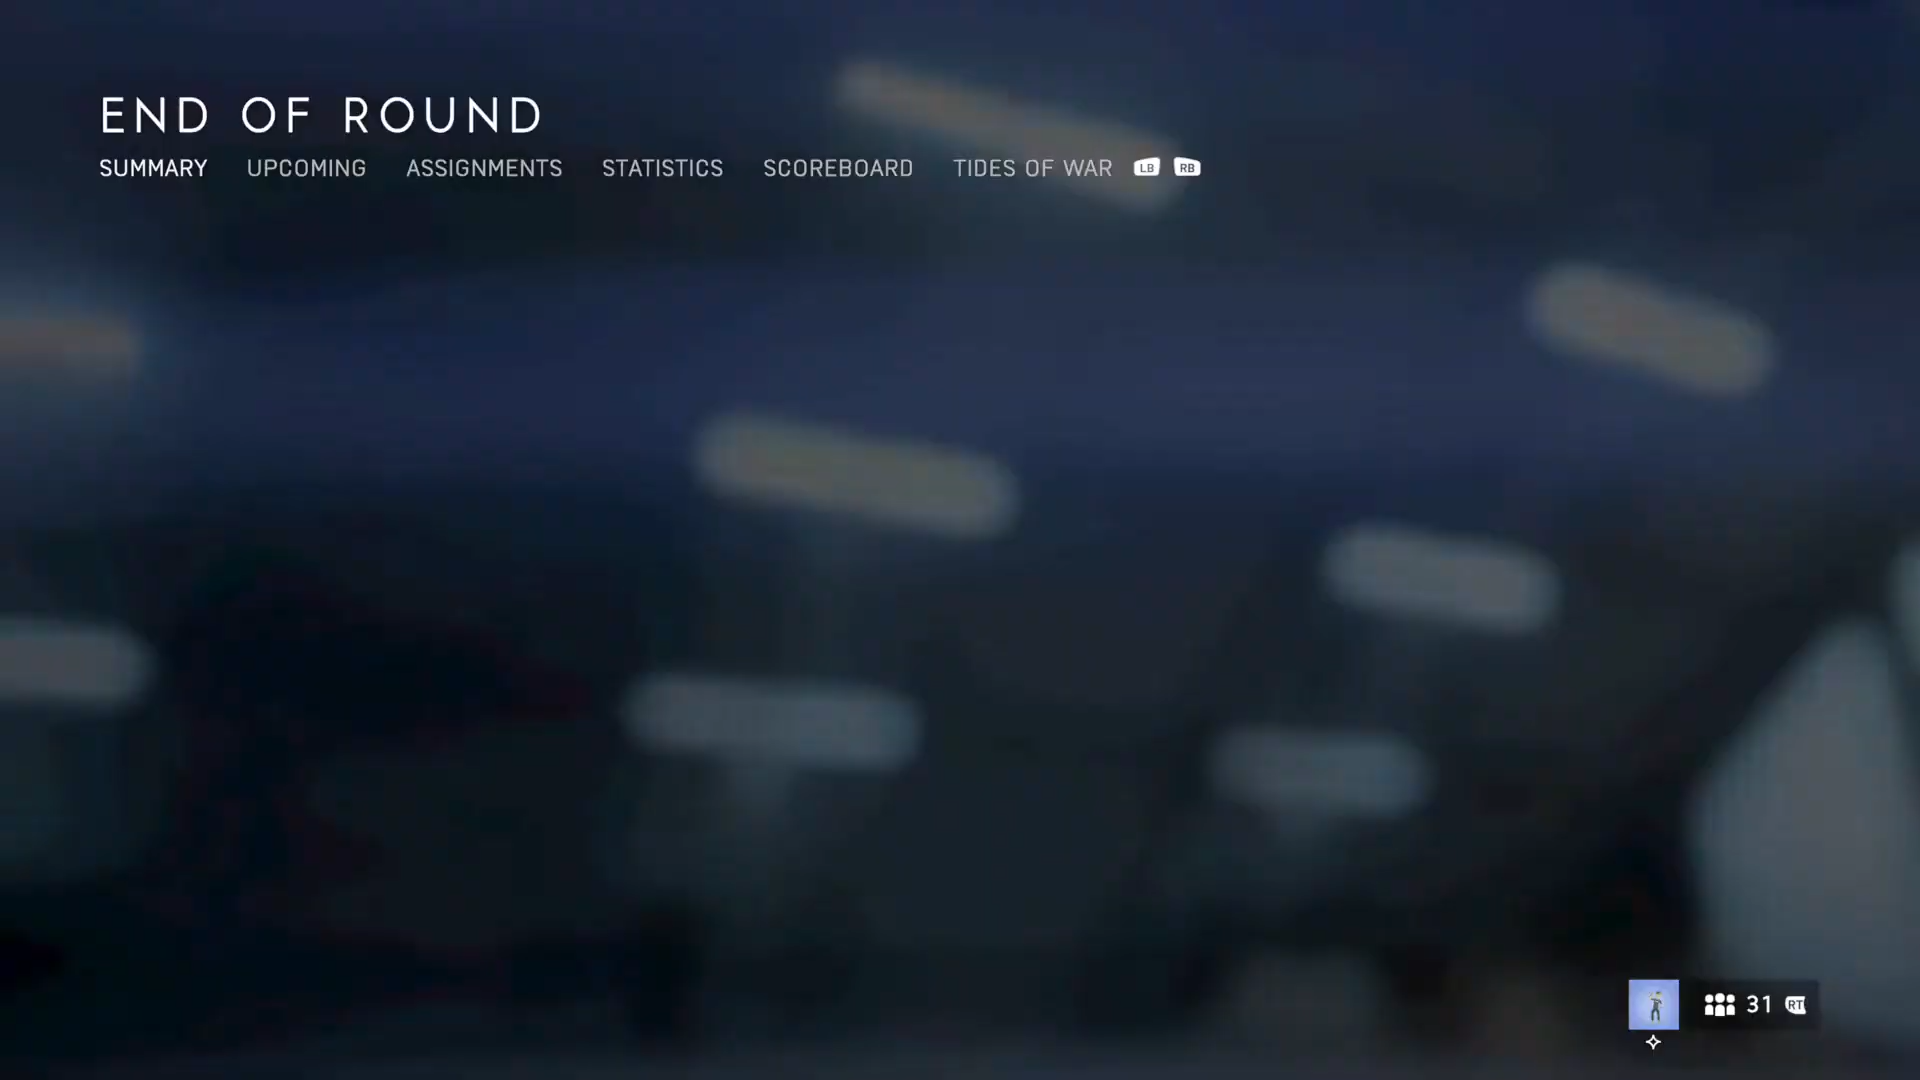 END OF ROUND
SUMMARY UPCOMING ASSIGNMENTS STATISTICS SCOREBOARD TIDES OF WAR LB RB
31 RT